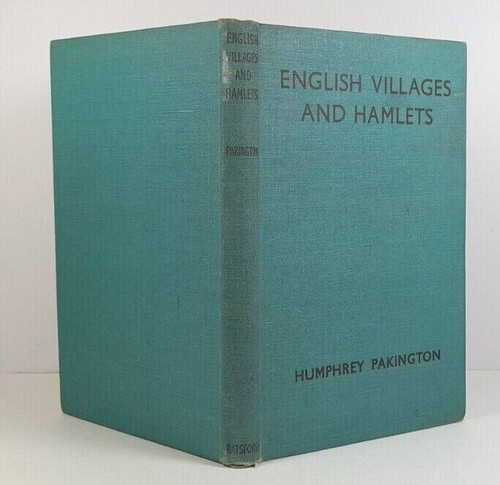 ENGLISH
VILLAGES
AND
HAMLETS
PAKINGTON
BATSFORD
ENGLISH VILLAGES
AND HAMLETS
HUMPHREY PAKINGTON